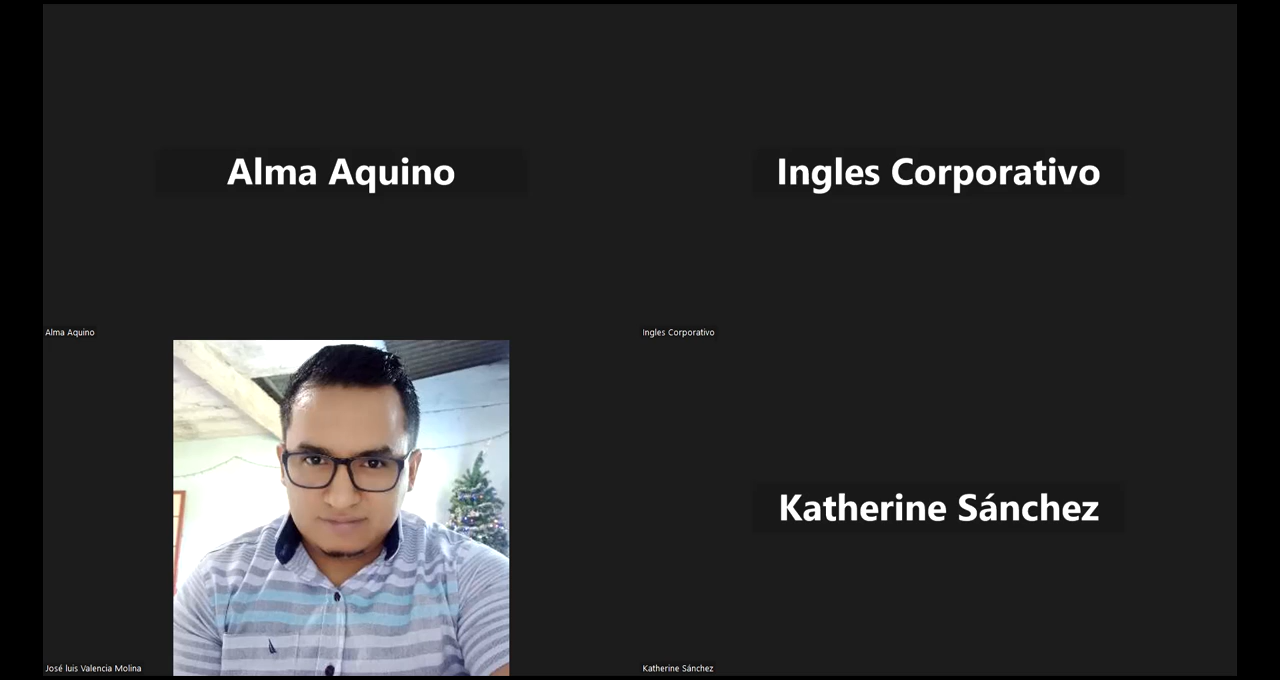 Alma Aquino
Ingles Corporativo
Alma Aquino
Ingles Corporativo
Katherine Sánchez
José luis Valencia Molina
Katherine Sánchez